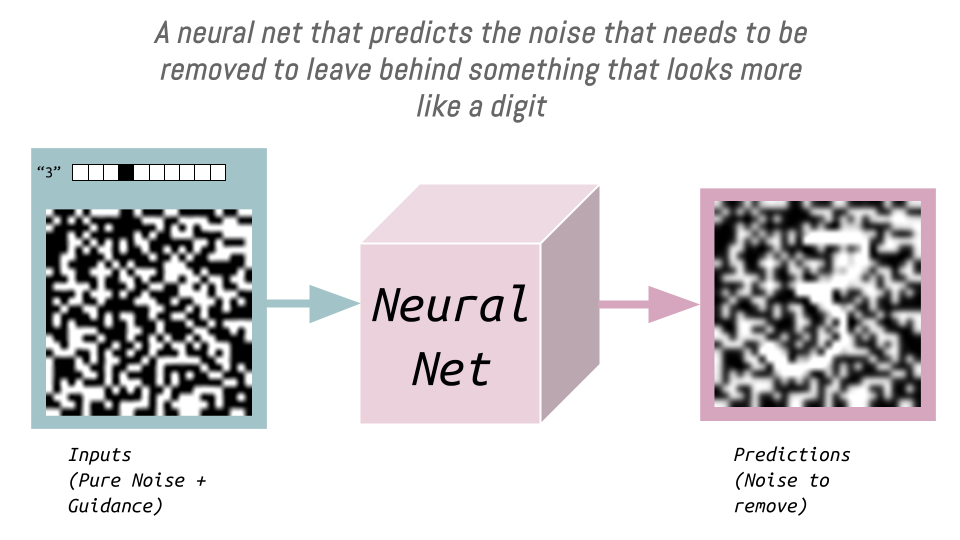 A neural net that predicts the noise that needs to be
removed to leave behind something that looks more
like a digit
“3”
Neural
Net
Inputs
(Pure Noise +
Guidance)
Predictions
(Noise to
remove)